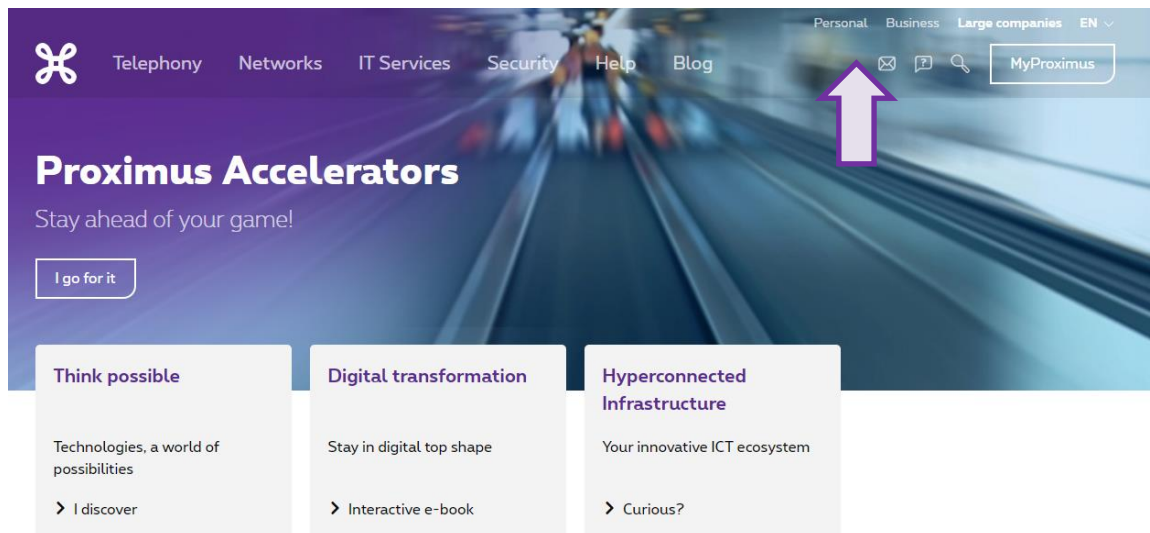 Personal Business Large companies EN
Telephony Networks IT Services Security Help Blog MyProximus
Proximus Accelerators
Stay ahead of your game!
I go for it
Think possible
Technologies, a world of
possibilities
I discover
Digital transformation
Stay in digital top shape
Interactive e-book
Hyperconnected
Infrastructure
Your innovative ICT ecosystem
Curious?